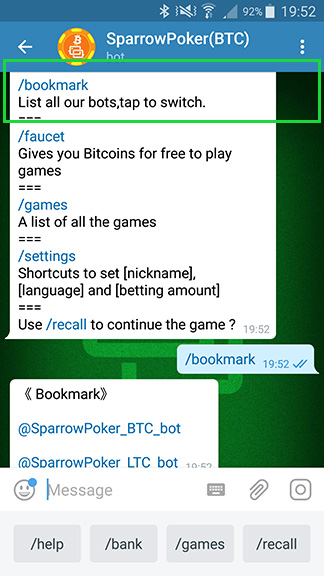 92% 19:52
SparrowPoker(BTC)
bot
/bookmark
List all our bots,tap to switch.
===
/faucet
Gives you Bitcoins for free to play
games
===
/games
A list of all the games
===
/settings
Shortcuts to set [nickname],
[language] and [betting amount]
===
Use /recall to continue the game ? 19:52
/bookmark 19:52
《 Bookmark》
@SparrowPoker_BTC_bot
@SparrowPoker_LTC_bot 19:52
Message
/help /bank /games /recall